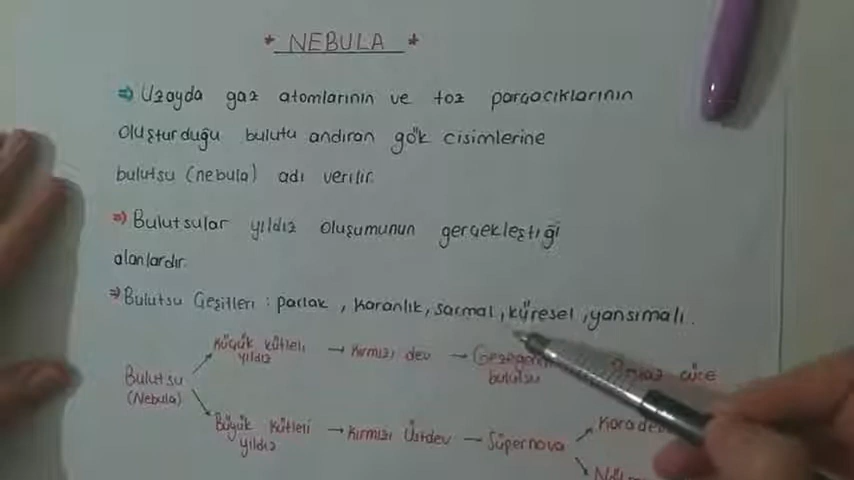 * NEBULA *
⇒ Uzayda gaz atomlarının ve toz parçacıklarının
oluşturduğu bulutu andıran gök cisimlerine
bulutsu (nebula) adı verilir.
⇒ Bulutsular yıldız oluşumunun gerçekleştiği
alanlardır.
⇒ Bulutsu Çeşitleri : parlak , karanlık, sarmal, küresel, yansımalı.
Bulutsu
(Nebula)
Küçük kütleli
yıldız
→ Kırmızı dev →
bulutsu
cüce
Büyük kütleli
yıldız
→ Kırmızı Üstdev → Süpernova